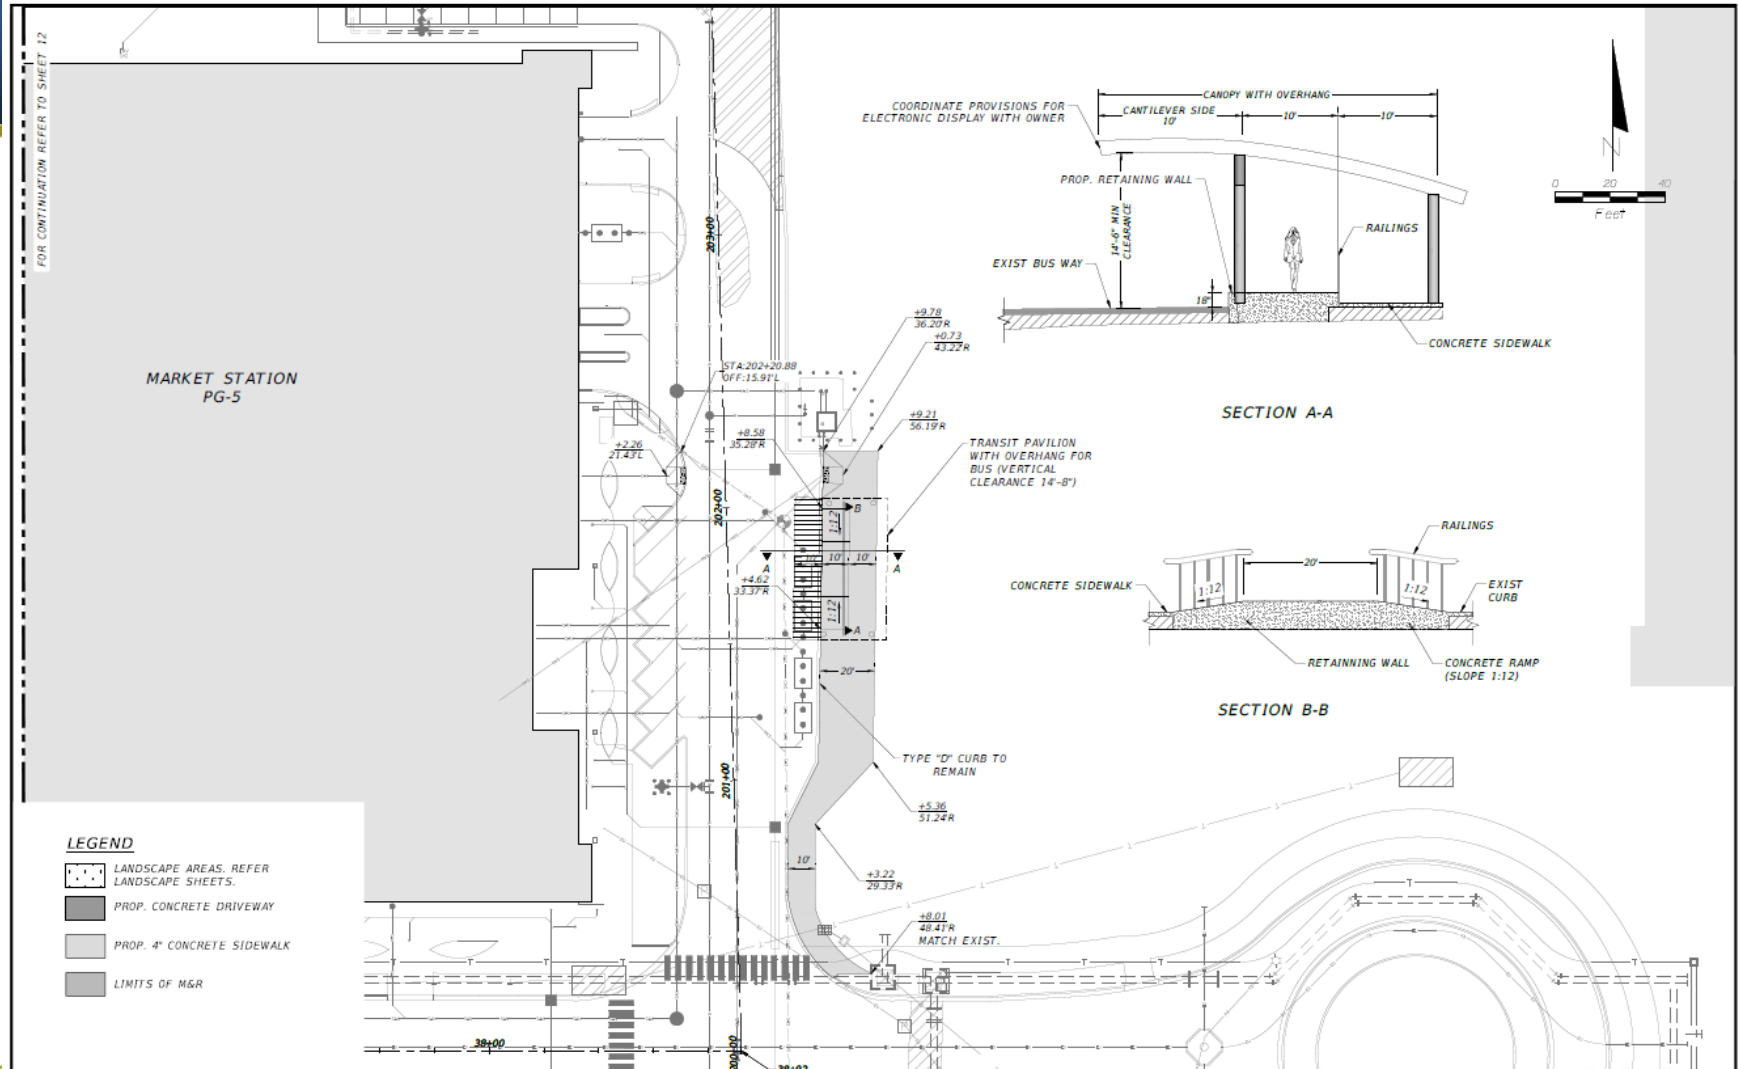 FOR CONTINUATION REFER TO SHEET 12
MARKET STATION
PG-5
203+00
202+00
201+00
200+00
STA:202+20.88
OFF:15.91'L
+2.26
21.43'L
+8.58
35.28'R
+4.62
33.37'R
+9.78
36.20'R
+0.73
43.22'R
+9.21
56.19'R
TRANSIT PAVILION
WITH OVERHANG FOR
BUS (VERTICAL
CLEARANCE 14'-8")
B
1:12
A
10'
10'
10'
A
1:12
A
20'
TYPE "D" CURB TO
REMAIN
+5.36
51.24'R
10'
+3.22
29.33'R
+8.01
48.41'R
MATCH EXIST.
38+00
CANOPY WITH OVERHANG
COORDINATE PROVISIONS FOR
ELECTRONIC DISPLAY WITH OWNER
CANTILEVER SIDE
10'
10'
10'
PROP. RETAINING WALL
14'-6" MIN
CLEARANCE
RAILINGS
EXIST BUS WAY
18"
CONCRETE SIDEWALK
SECTION A-A
N
0 20 40
Feet
RAILINGS
20'
CONCRETE SIDEWALK
1:12
1:12
EXIST
CURB
RETAINNING WALL
CONCRETE RAMP
(SLOPE 1:12)
SECTION B-B
LEGEND
LANDSCAPE AREAS. REFER
LANDSCAPE SHEETS.
PROP. CONCRETE DRIVEWAY
PROP. 4" CONCRETE SIDEWALK
LIMITS OF M&R